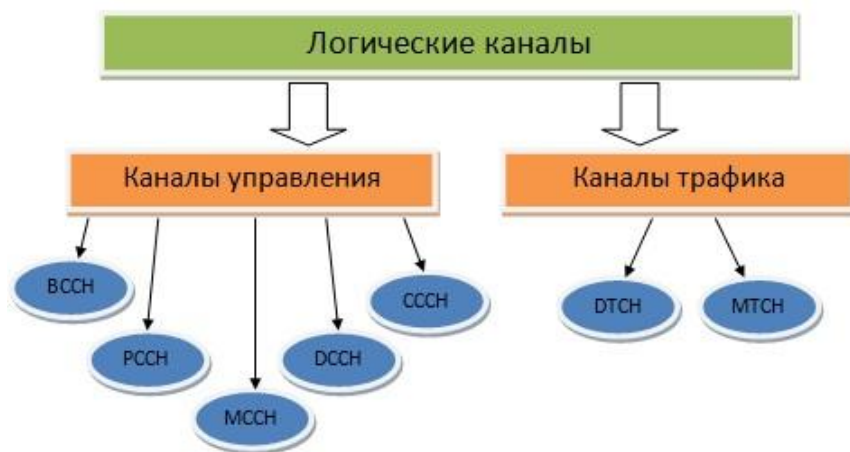 Логические каналы
Каналы управления
Каналы трафика
BCCH
CCCH
DTCH
MTCH
PCCH
DCCH
MCCH